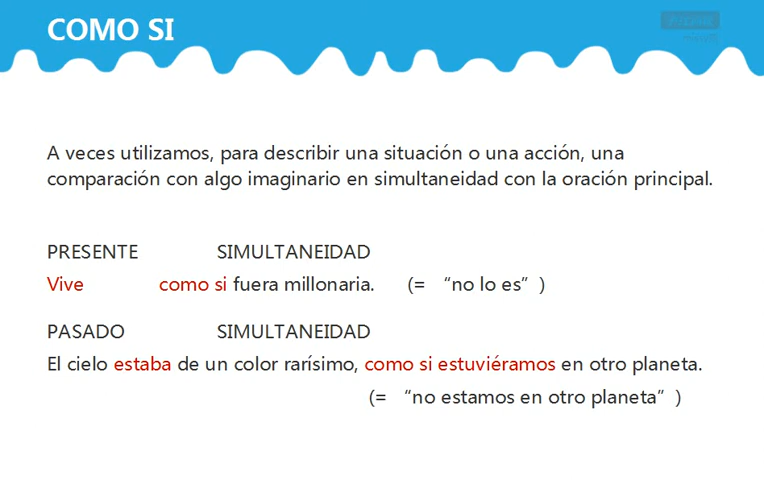 COMO SI
A veces utilizamos, para describir una situación o una acción, una
comparación con algo imaginario en simultaneidad con la oración principal.
PRESENTE SIMULTANEIDAD
Vive como si fuera millonaria. (= “no lo es” )
PASADO SIMULTANEIDAD
El cielo estaba de un color rarísimo, como si estuviéramos en otro planeta.
(= “no estamos en otro planeta” )